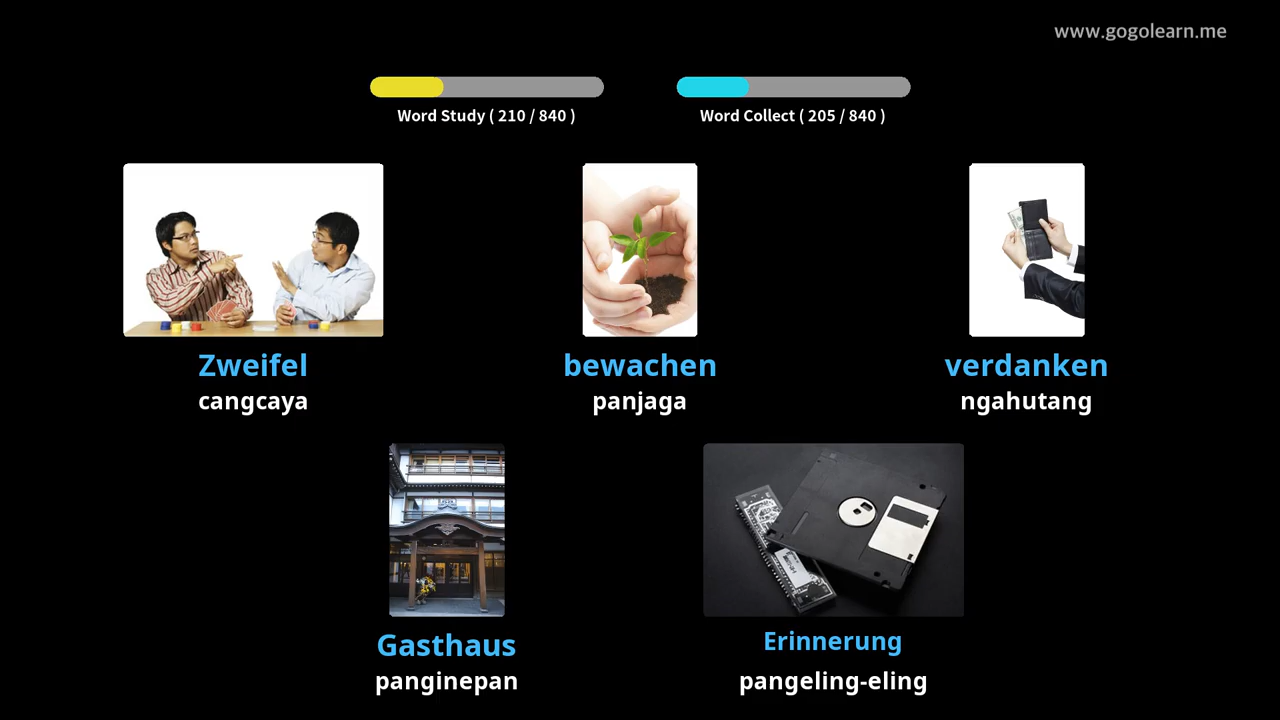 www.gogolearn.me
Word Study ( 210 / 840 )
Word Collect ( 205 / 840 )
Zweifel
cangcaya
bewachen
panjaga
verdanken
ngahutang
Gasthaus
panginepan
Erinnerung
pangeling-eling